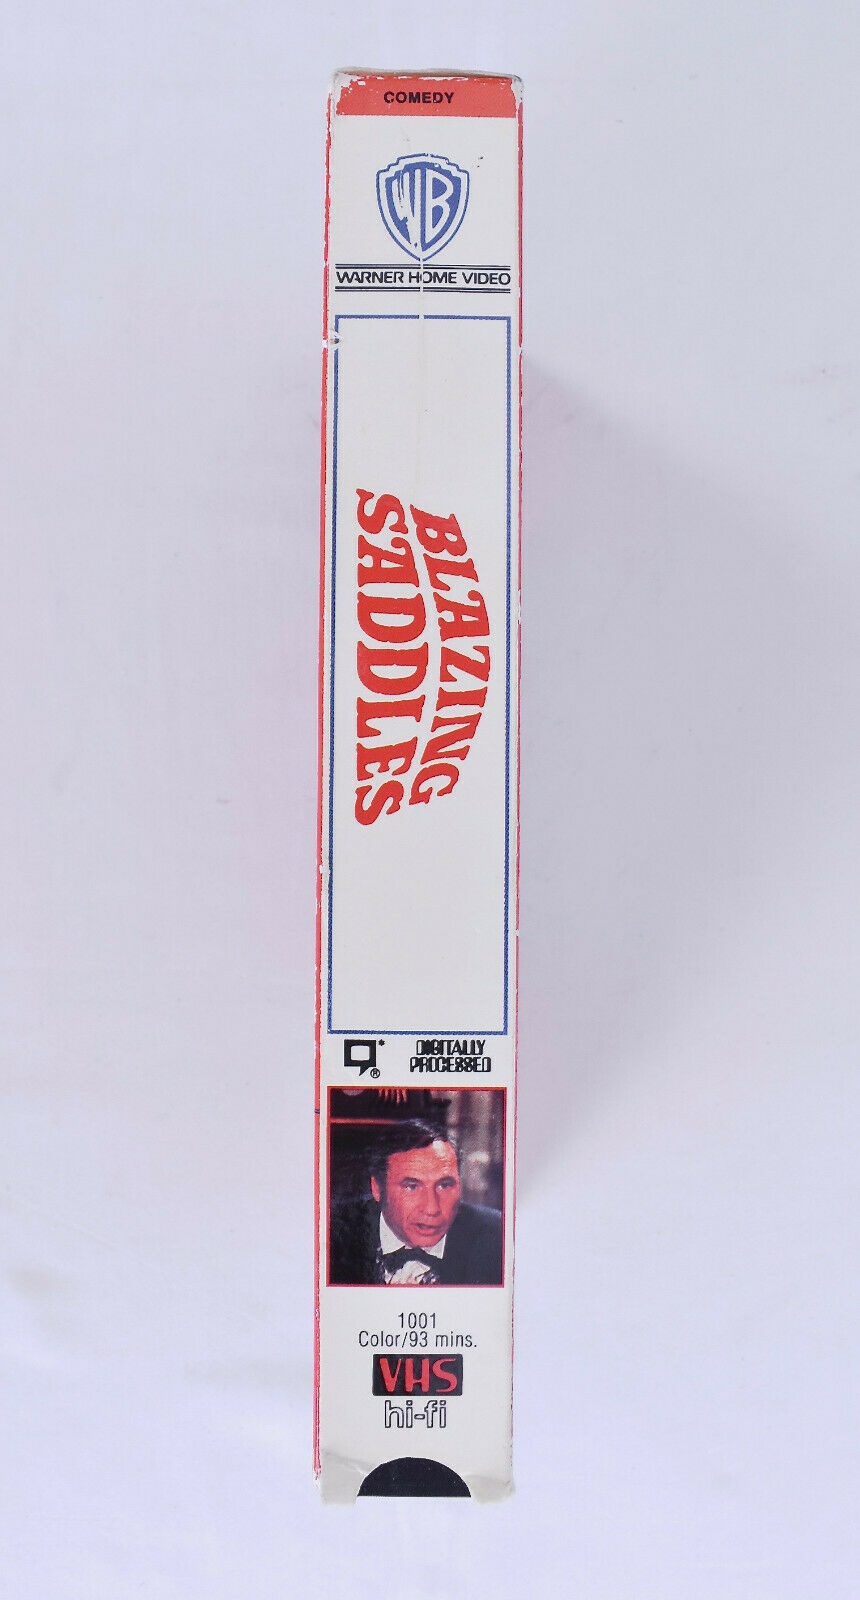 COMEDY
WB
WARNER HOME VIDEO
BLAZING
SADDLES
®
DIGITALLY
PROCESSED
1001
Color/93 mins.
VHS
hi-fi